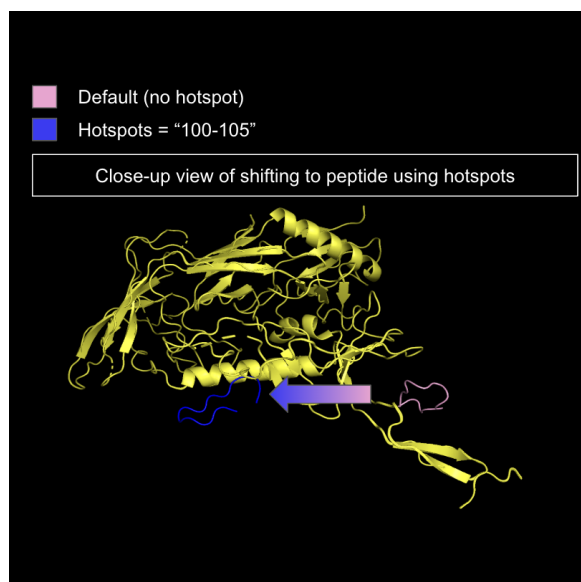 Default (no hotspot)
Hotspots = “100-105”
Close-up view of shifting to peptide using hotspots